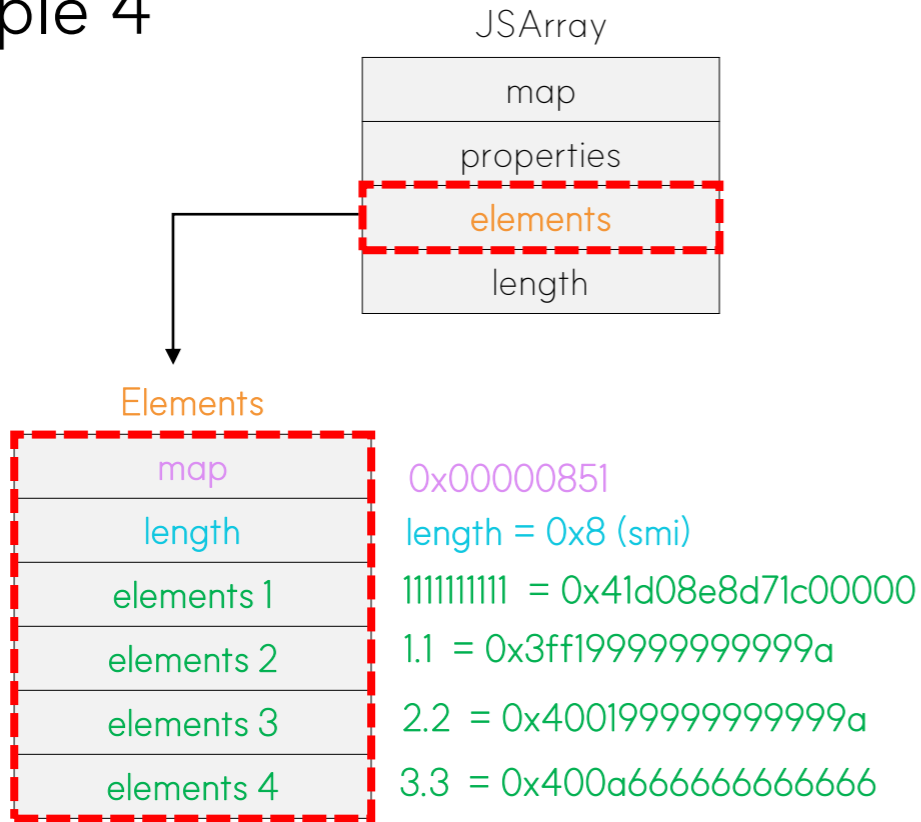 ple 4
JSArray
map
properties
elements
length
Elements
map 0x00000851
length length = 0x8 (smi)
elements 1 1111111111 = 0x41d08e8d71c00000
elements 2 1.1 = 0x3ff199999999999a
elements 3 2.2 = 0x400199999999999a
elements 4 3.3 = 0x400a666666666666